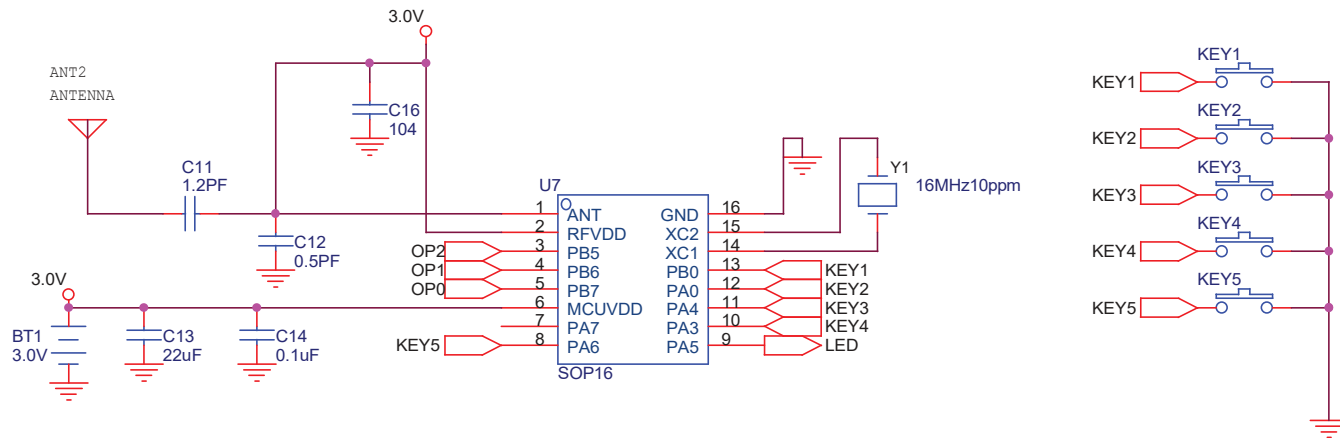 3.0V
ANT2
ANTENNA
C16
104
C11
1.2PF
C12
0.5PF
3.0V
BT1
3.0V
C13
22uF
C14
0.1uF
OP2
OP1
OP0
KEY5
U7
1 ANT GND 16
2 RFVDD XC2 15
3 PB5 XC1 14
4 PB6 PB0 13
5 PB7 PA0 12
6 MCUVDD PA4 11
7 PA7 PA3 10
8 PA6 PA5 9
SOP16
Y1
16MHz10ppm
KEY1
KEY2
KEY3
KEY4
LED
KEY1
KEY1
KEY2
KEY2
KEY3
KEY3
KEY4
KEY4
KEY5
KEY5